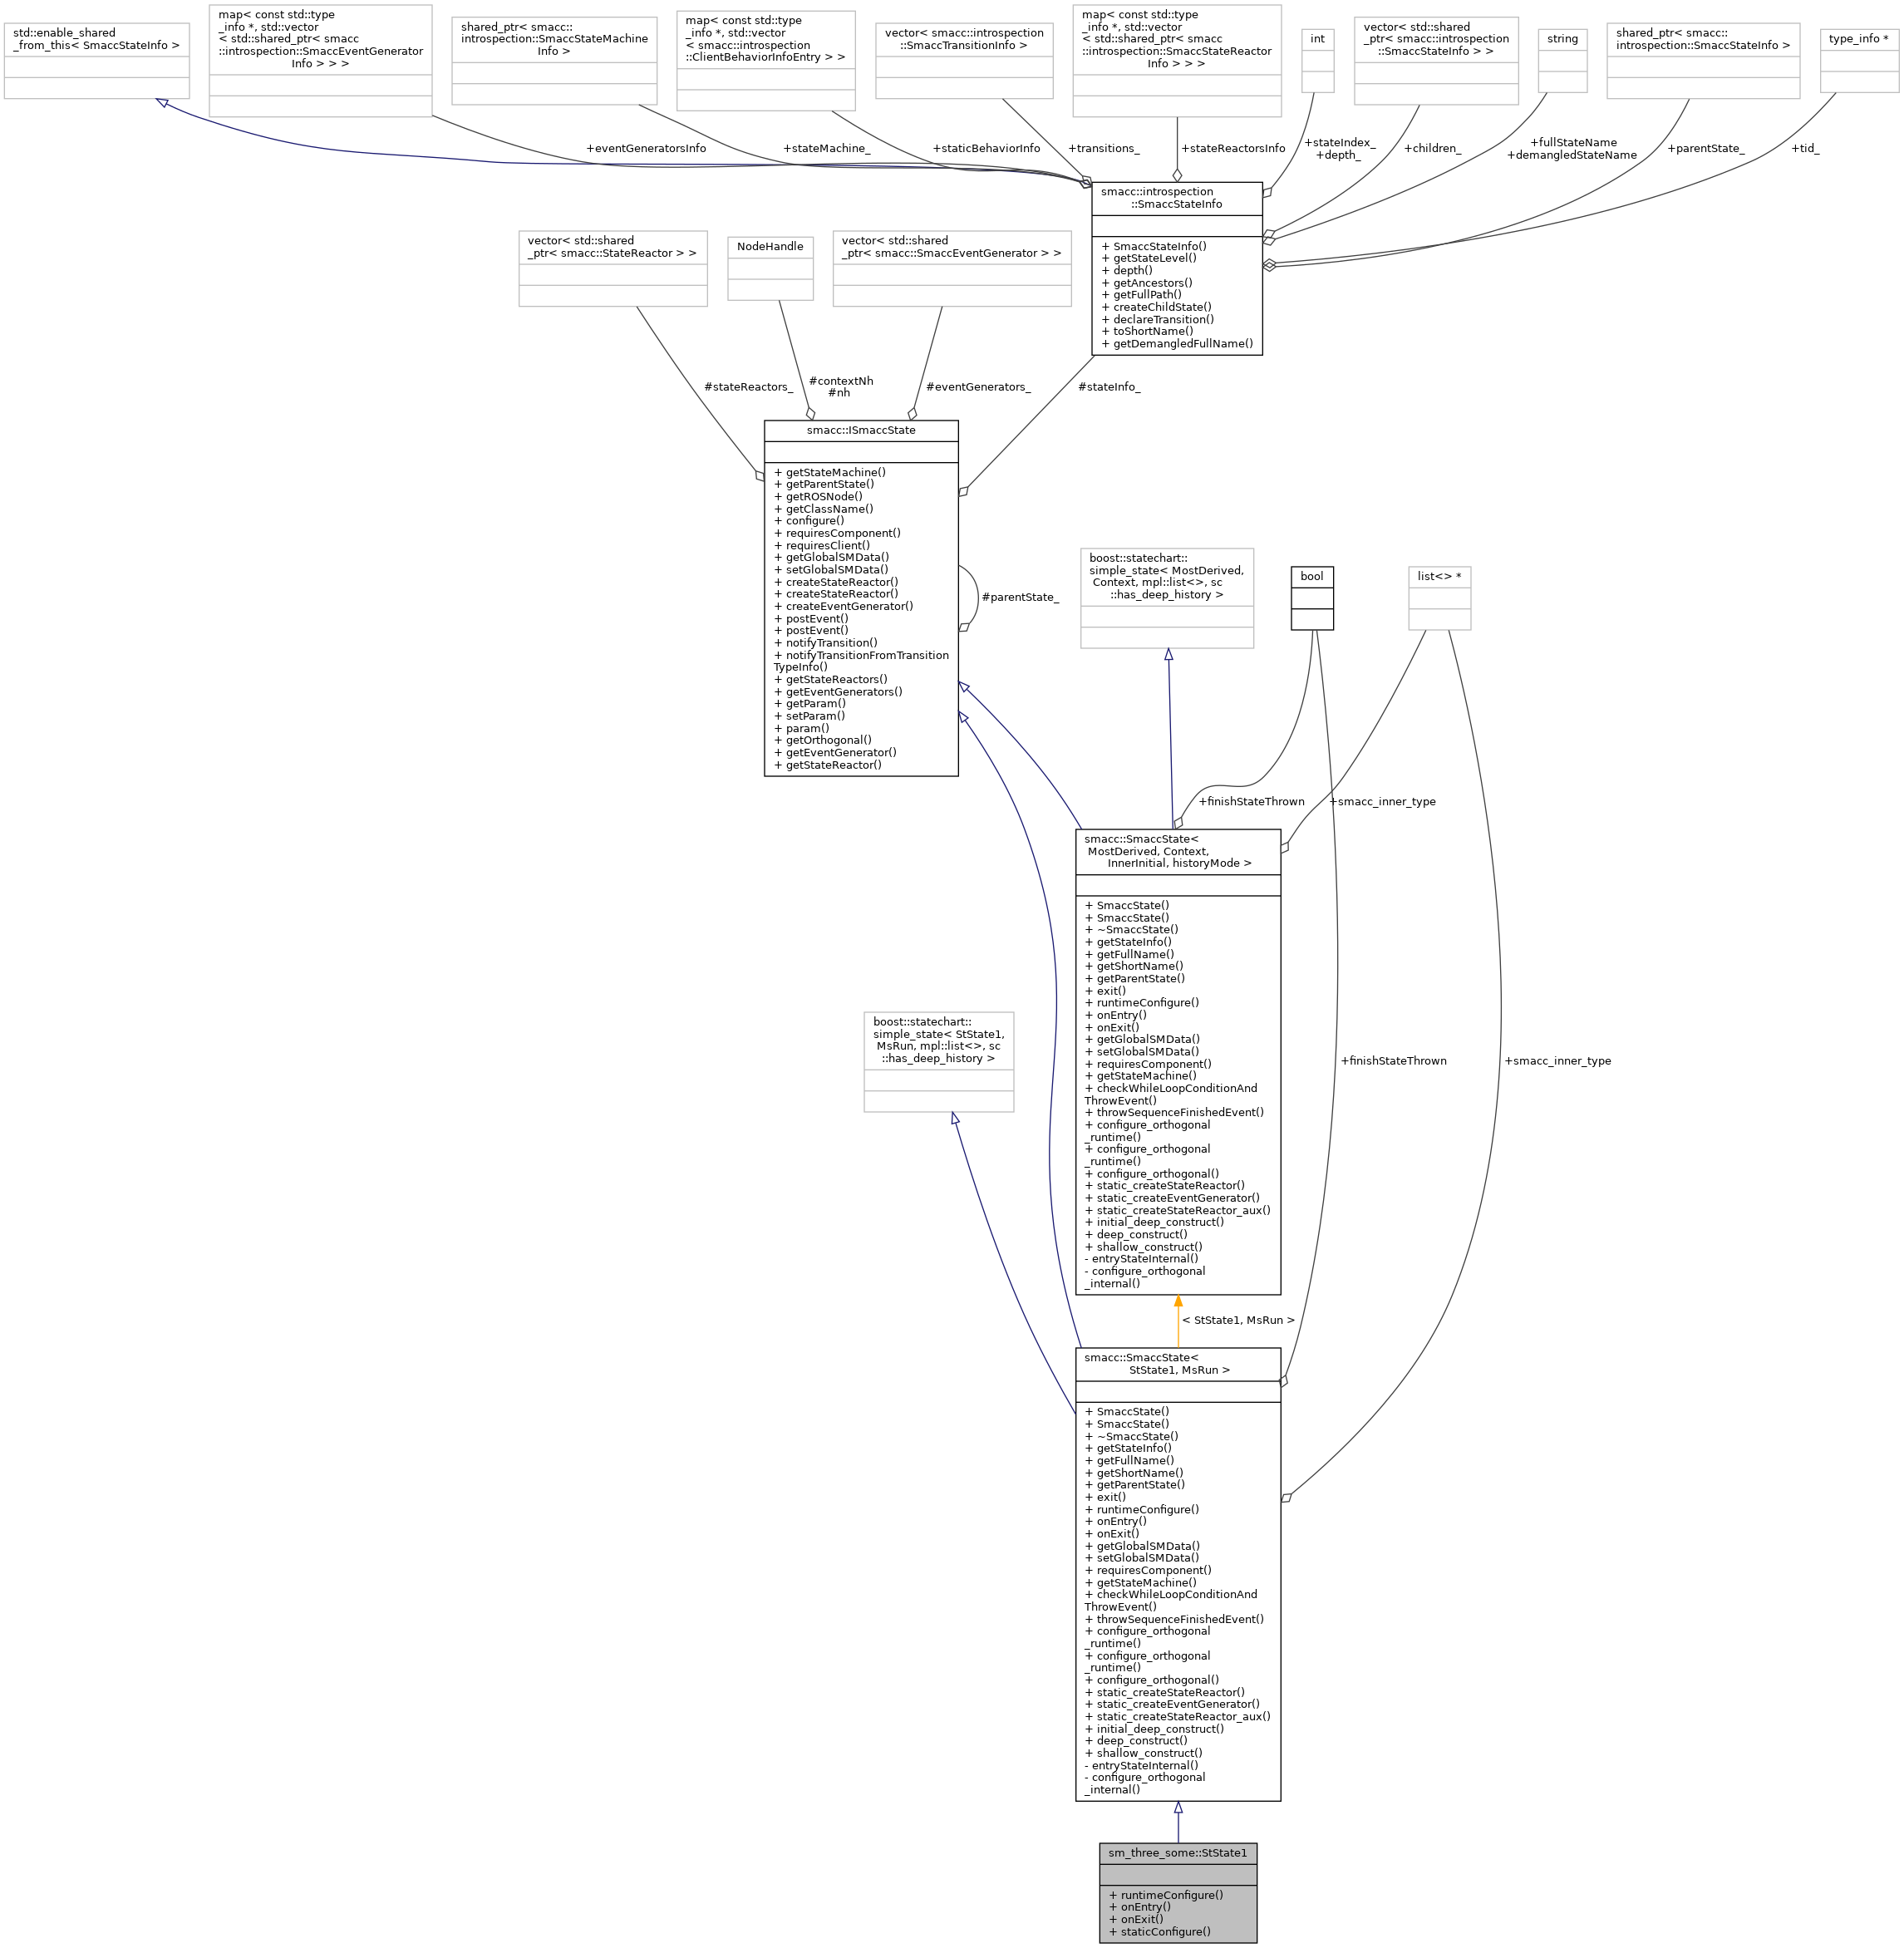 std::enable_shared
_from_this< SmaccStateInfo >
map< const std::type
_info *, std::vector
< std::shared_ptr< smacc
::introspection::SmaccEventGenerator
Info > > >
shared_ptr< smacc::
introspection::SmaccStateMachine
Info >
map< const std::type
_info *, std::vector
< smacc::introspection
::ClientBehaviorInfoEntry > >
vector< smacc::introspection
::SmaccTransitionInfo >
map< const std::type
_info *, std::vector
< std::shared_ptr< smacc
::introspection::SmaccStateReactor
Info > > >
int
vector< std::shared
_ptr< smacc::introspection
::SmaccStateInfo > >
string
shared_ptr< smacc::
introspection::SmaccStateInfo >
type_info *
+eventGeneratorsInfo
+stateMachine_
+staticBehaviorInfo
+transitions_
+stateReactorsInfo
+stateIndex_
+depth_
+children_
+fullStateName
+demangledStateName
+parentState_
+tid_
smacc::introspection
::SmaccStateInfo
+ SmaccStateInfo()
+ getStateLevel()
+ depth()
+ getAncestors()
+ getFullPath()
+ createChildState()
+ declareTransition()
+ toShortName()
+ getDemangledFullName()
vector< std::shared
_ptr< smacc::StateReactor > >
NodeHandle
vector< std::shared
_ptr< smacc::SmaccEventGenerator > >
#stateReactors_
#contextNh
#nh
#eventGenerators_
#stateInfo_
smacc::ISmaccState
+ getStateMachine()
+ getParentState()
+ getROSNode()
+ getClassName()
+ configure()
+ requiresComponent()
+ requiresClient()
+ getGlobalSMData()
+ setGlobalSMData()
+ createStateReactor()
+ createStateReactor()
+ createEventGenerator()
+ postEvent()
+ postEvent()
+ notifyTransition()
+ notifyTransitionFromTransition
TypeInfo()
+ getStateReactors()
+ getEventGenerators()
+ getParam()
+ setParam()
+ param()
+ getOrthogonal()
+ getEventGenerator()
+ getStateReactor()
#parentState_
boost::statechart::
simple_state< MostDerived,
Context, mpl::list<>, sc
::has_deep_history >
bool
list<> *
+finishStateThrown
+smacc_inner_type
smacc::SmaccState<
MostDerived, Context,
InnerInitial, historyMode >
+ SmaccState()
+ SmaccState()
+ ~SmaccState()
+ getStateInfo()
+ getFullName()
+ getShortName()
+ getParentState()
+ exit()
+ runtimeConfigure()
+ onEntry()
+ onExit()
+ getGlobalSMData()
+ setGlobalSMData()
+ requiresComponent()
+ getStateMachine()
+ checkWhileLoopConditionAnd
ThrowEvent()
+ throwSequenceFinishedEvent()
+ configure_orthogonal
_runtime()
+ configure_orthogonal
_runtime()
+ configure_orthogonal()
+ static_createStateReactor()
+ static_createEventGenerator()
+ static_createStateReactor_aux()
+ initial_deep_construct()
+ deep_construct()
+ shallow_construct()
- entryStateInternal()
- configure_orthogonal
_internal()
boost::statechart::
simple_state< StState1,
MsRun, mpl::list<>, sc
::has_deep_history >
+finishStateThrown
+smacc_inner_type
< StState1, MsRun >
smacc::SmaccState<
StState1, MsRun >
+ SmaccState()
+ SmaccState()
+ ~SmaccState()
+ getStateInfo()
+ getFullName()
+ getShortName()
+ getParentState()
+ exit()
+ runtimeConfigure()
+ onEntry()
+ onExit()
+ getGlobalSMData()
+ setGlobalSMData()
+ requiresComponent()
+ getStateMachine()
+ checkWhileLoopConditionAnd
ThrowEvent()
+ throwSequenceFinishedEvent()
+ configure_orthogonal
_runtime()
+ configure_orthogonal
_runtime()
+ configure_orthogonal()
+ static_createStateReactor()
+ static_createEventGenerator()
+ static_createStateReactor_aux()
+ initial_deep_construct()
+ deep_construct()
+ shallow_construct()
- entryStateInternal()
- configure_orthogonal
_internal()
sm_three_some::StState1
+ runtimeConfigure()
+ onEntry()
+ onExit()
+ staticConfigure()